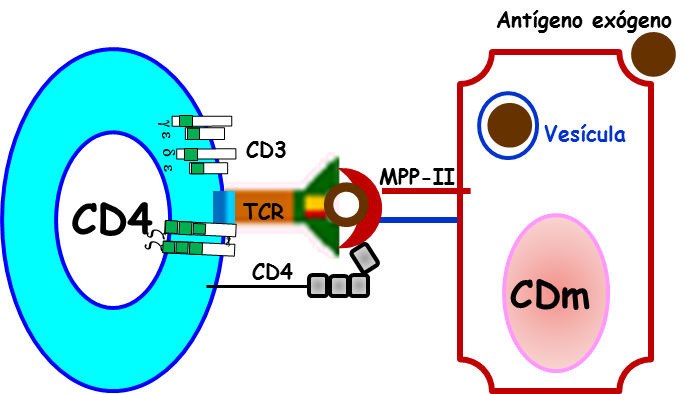 Antígeno exógeno
Vesícula
γ
ε
δ
ε
CD3
MPP-II
CD4
TCR
CD4
CDm